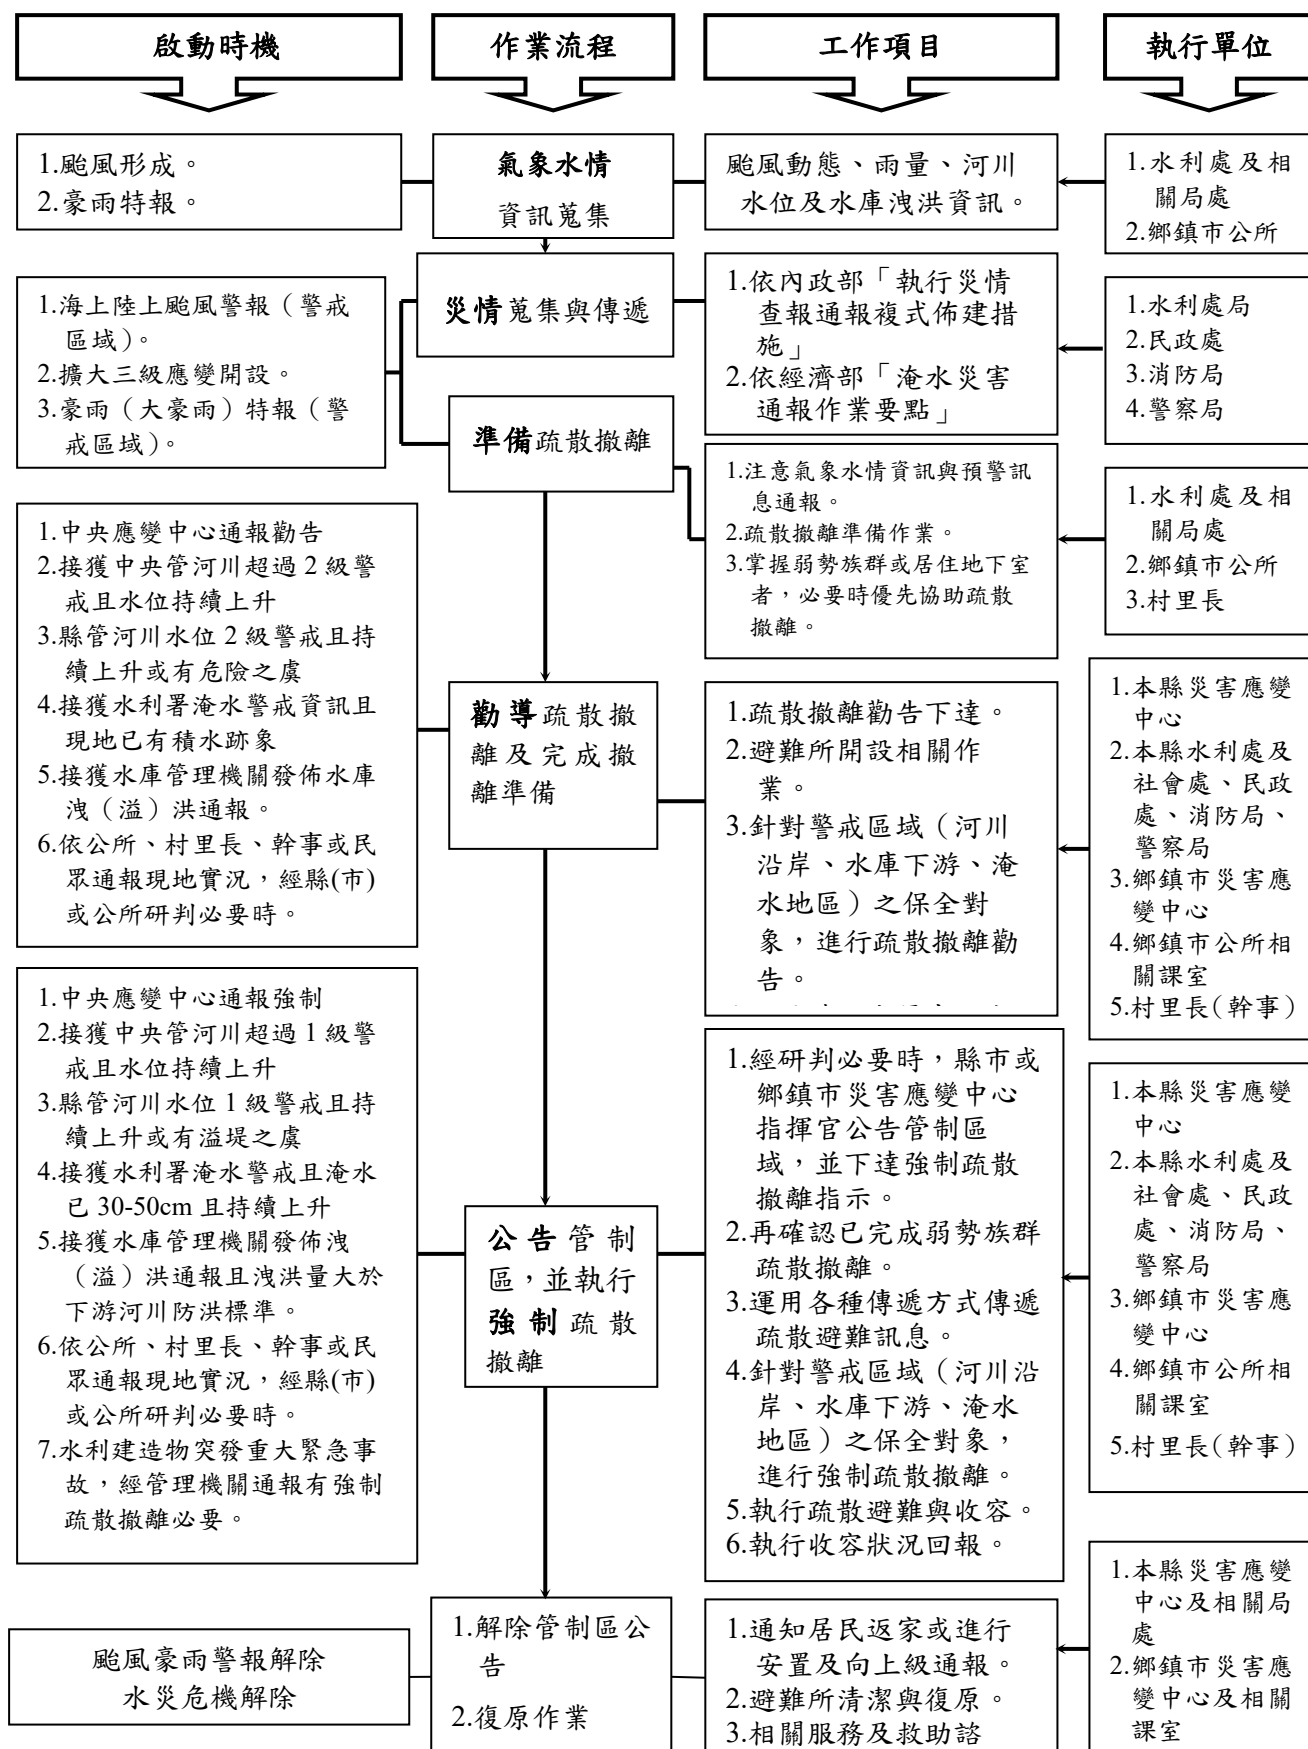 啟動時機
作業流程
工作項目
執行單位
1.颱風形成。
2.豪雨特報。
氣象水情
資訊蒐集
颱風動態、雨量、河川
水位及水庫洩洪資訊。
1.水利處及相
關局處
2.鄉鎮市公所
1.海上陸上颱風警報（警戒
區域）。
2.擴大三級應變開設。
3.豪雨（大豪雨）特報（警
戒區域）。
災情蒐集與傳遞
1.依內政部「執行災情
查報通報複式佈建措
施」
2.依經濟部「淹水災害
通報作業要點」
1.水利處局
2.民政處
3.消防局
4.警察局
準備疏散撤離
1.注意氣象水情資訊與預警訊
息通報。
2.疏散撤離準備作業。
3.掌握弱勢族群或居住地下室
者，必要時優先協助疏散
撤離。
1.水利處及相
關局處
2.鄉鎮市公所
3.村里長
1.中央應變中心通報勸告
2.接獲中央管河川超過 2 級警
戒且水位持續上升
3.縣管河川水位 2 級警戒且持
續上升或有危險之虞
4.接獲水利署淹水警戒資訊且
現地已有積水跡象
5.接獲水庫管理機關發佈水庫
洩（溢）洪通報。
6.依公所、村里長、幹事或民
眾通報現地實況，經縣(市)
或公所研判必要時。
勸導疏散撤
離及完成撤
離準備
1.疏散撤離勸告下達。
2.避難所開設相關作
業。
3.針對警戒區域（河川
沿岸、水庫下游、淹
水地區）之保全對
象，進行疏散撤離勸
告。
1.本縣災害應變
中心
2.本縣水利處及
社會處、民政
處、消防局、
警察局
3.鄉鎮市災害應
變中心
4.鄉鎮市公所相
關課室
5.村里長(幹事)
1.中央應變中心通報強制
2.接獲中央管河川超過 1 級警
戒且水位持續上升
3.縣管河川水位 1 級警戒且持
續上升或有溢堤之虞
4.接獲水利署淹水警戒且淹水
已 30-50cm 且持續上升
5.接獲水庫管理機關發佈洩
（溢）洪通報且洩洪量大於
下游河川防洪標準。
6.依公所、村里長、幹事或民
眾通報現地實況，經縣(市)
或公所研判必要時。
7.水利建造物突發重大緊急事
故，經管理機關通報有強制
疏散撤離必要。
公告管制
區，並執行
強制疏散
撤離
1.經研判必要時，縣市或
鄉鎮市災害應變中心
指揮官公告管制區
域，並下達強制疏散
撤離指示。
2.再確認已完成弱勢族群
疏散撤離。
3.運用各種傳遞方式傳遞
疏散避難訊息。
4.針對警戒區域（河川沿
岸、水庫下游、淹水
地區）之保全對象，
進行強制疏散撤離。
5.執行疏散避難與收容。
6.執行收容狀況回報。
1.本縣災害應變
中心
2.本縣水利處及
社會處、民政
處、消防局、
警察局
3.鄉鎮市災害應
變中心
4.鄉鎮市公所相
關課室
5.村里長(幹事)
颱風豪雨警報解除
水災危機解除
1.解除管制區公
告
2.復原作業
1.通知居民返家或進行
安置及向上級通報。
2.避難所清潔與復原。
3.相關服務及救助諮
1.本縣災害應變
中心及相關局
處
2.鄉鎮市災害應
變中心及相關
課室